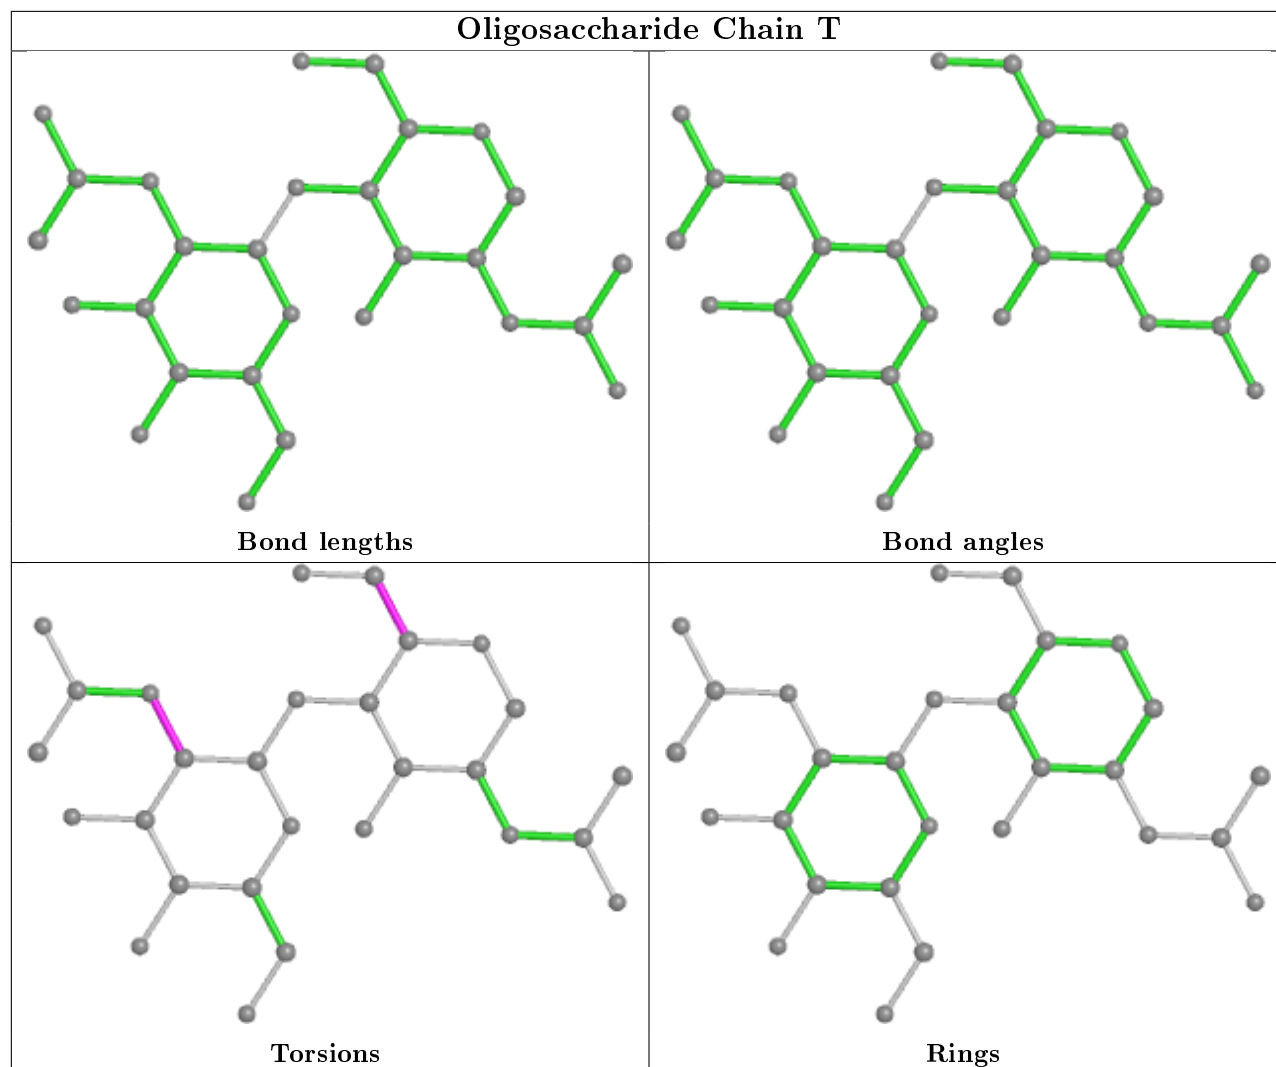 Oligosaccharide Chain T
Bond lengths
Bond angles
Torsions
Rings